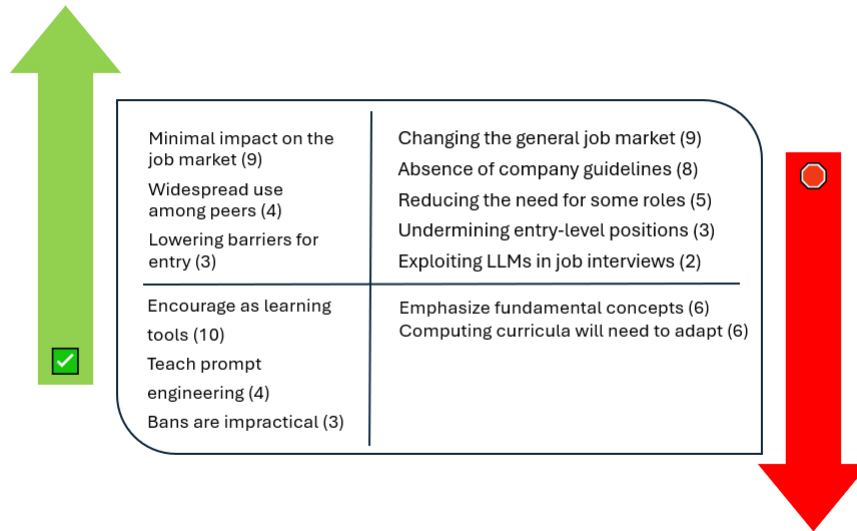 Minimal impact on the
job market (9)
Widespread use
among peers (4)
Lowering barriers for
entry (3)
Changing the general job market (9)
Absence of company guidelines (8)
Reducing the need for some roles (5)
Undermining entry-level positions (3)
Exploiting LLMs in job interviews (2)
Encourage as learning
tools (10)
Teach prompt
engineering (4)
Bans are impractical (3)
Emphasize fundamental concepts (6)
Computing curricula will need to adapt (6)